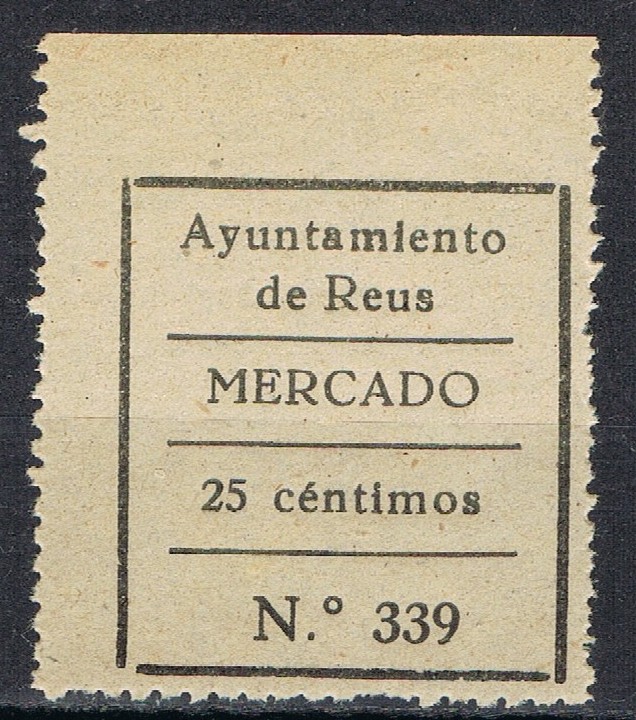 Ayuntamiento
de Reus
MERCADO
25 céntimos
N.º 339